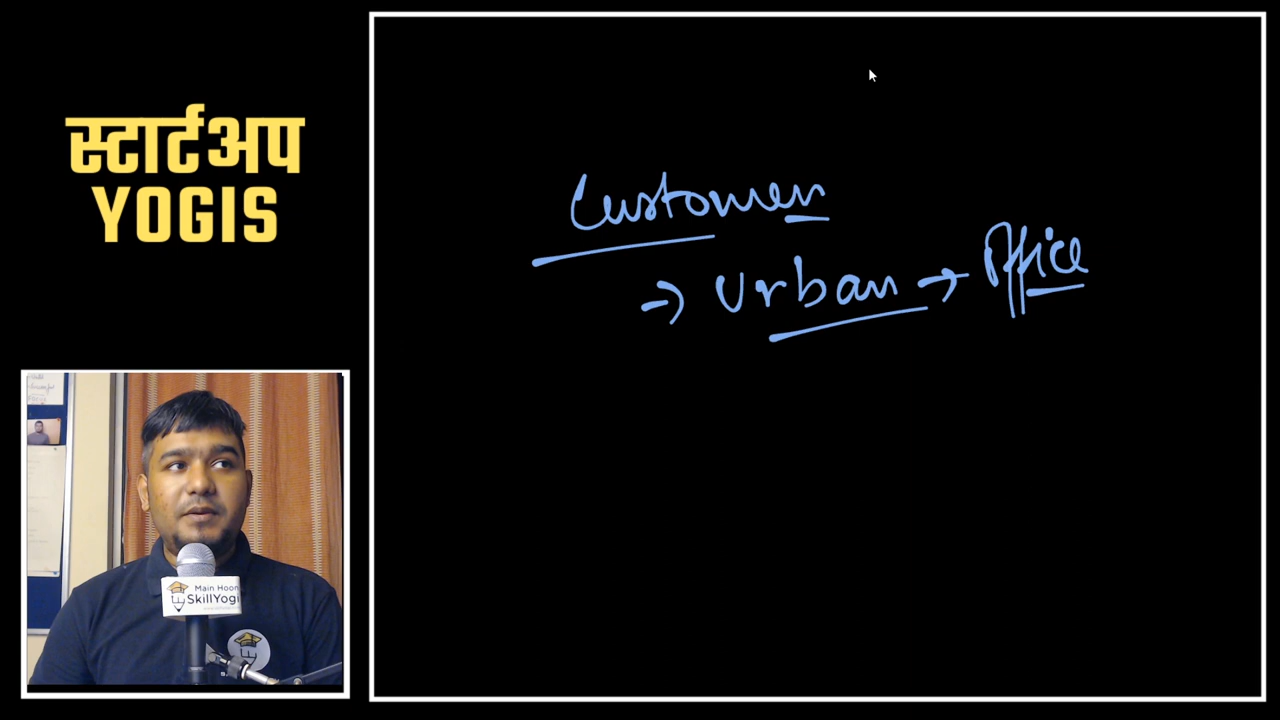 स्टार्टअप
YOGIS
Customer
→ Urban → Office
Main Hoon
SkillYogi